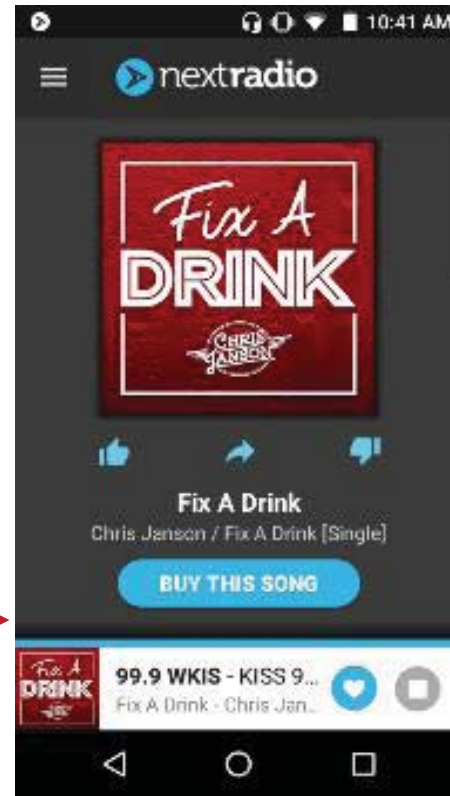 10:41 AM
nextradio
Fix A
DRINK
CHRIS
JANSON
Fix A Drink
Chris Janson / Fix A Drink [Single]
BUY THIS SONG
Fix A
DRINK
99.9 WKIS - KISS 9...
Fix A Drink - Chris Jan...